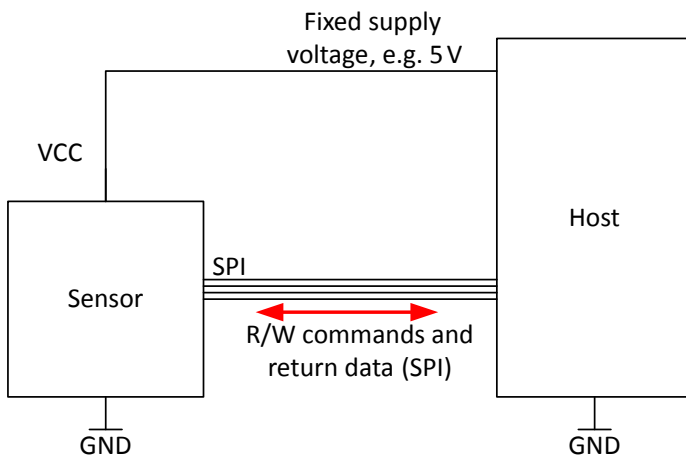 Fixed supply
voltage, e.g. 5 V
VCC
Host
SPI
Sensor
R/W commands and
return data (SPI)
GND
GND